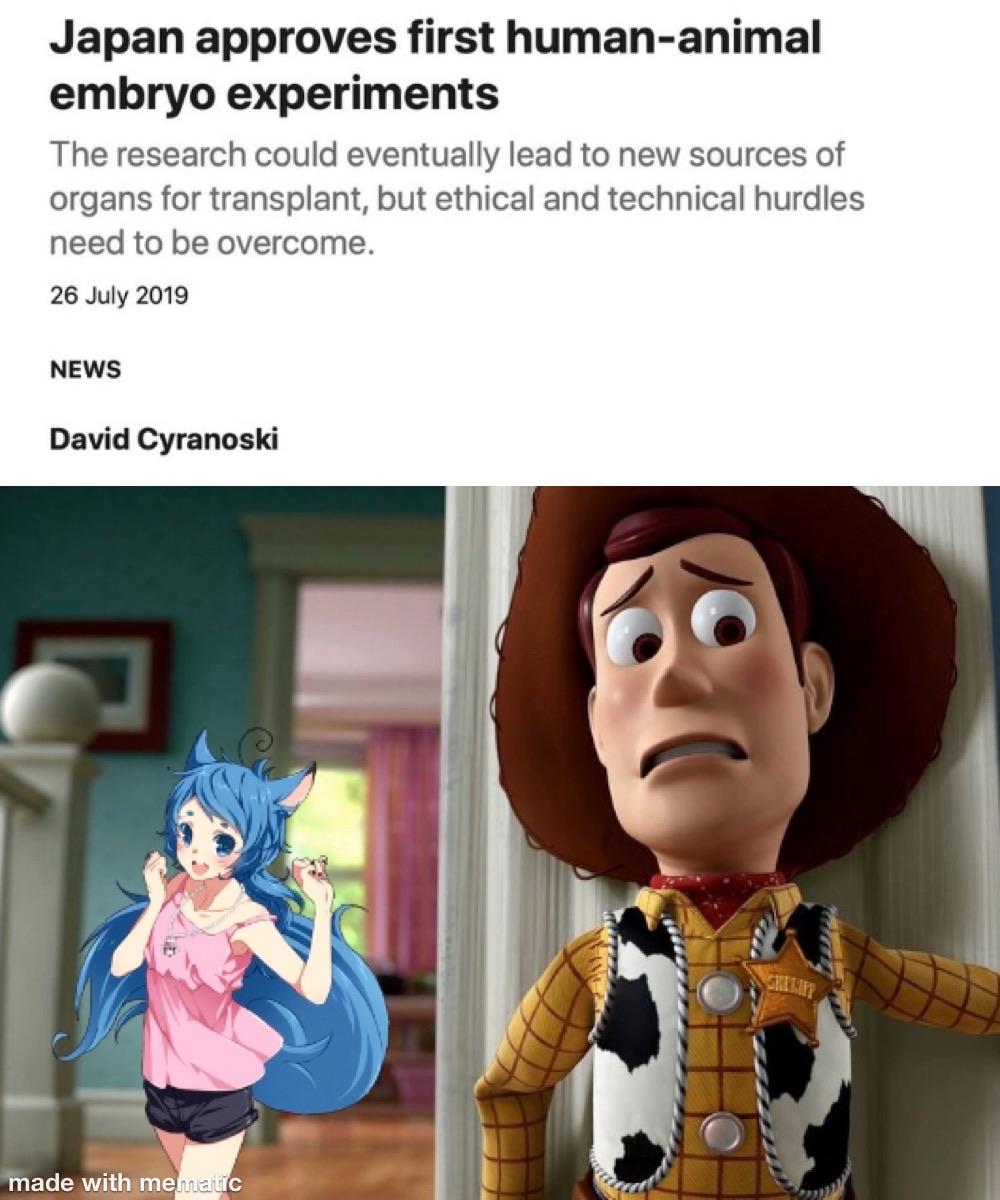 Japan approves first human-animal
embryo experiments
The research could eventually lead to new sources of
organs for transplant, but ethical and technical hurdles
need to be overcome.
26 July 2019
NEWS
David Cyranoski
SHERIFF
made with mematic